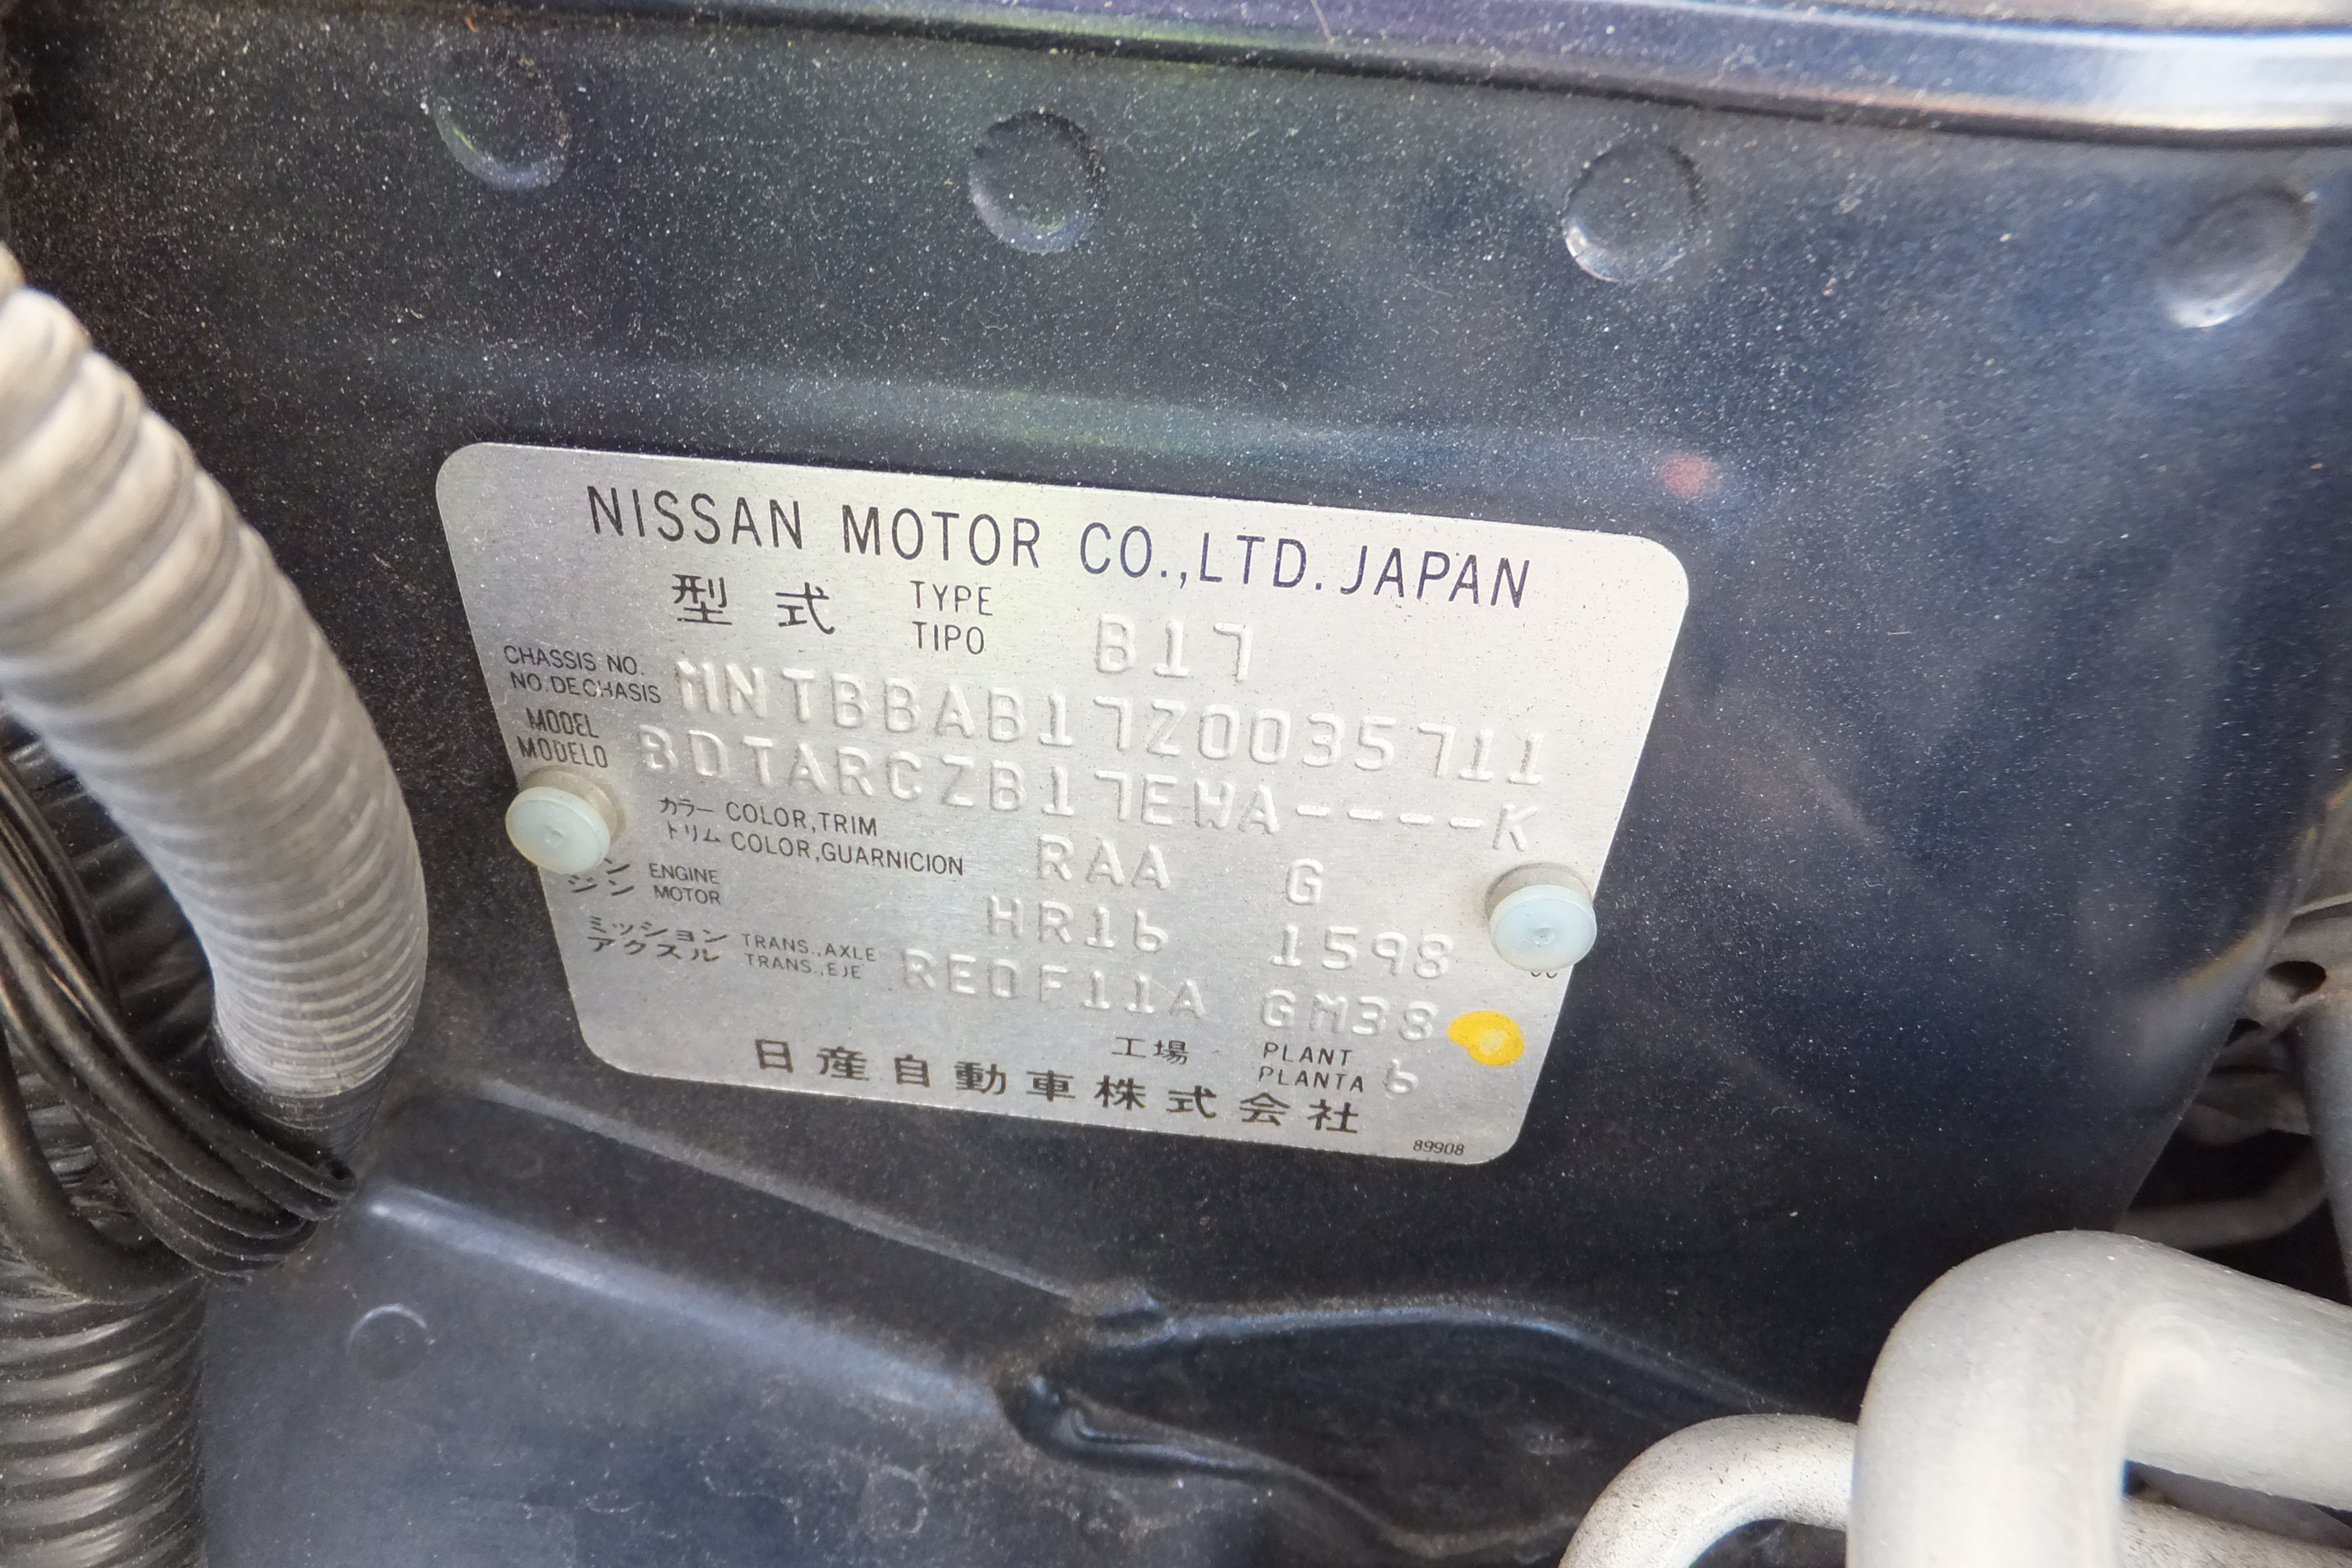 NISSAN MOTOR CO.,LTD.JAPAN
型 式 TYPE TIPO B17
CHASSIS NO. NO.DE CHASIS MNTBBAB17Z0035711
MODEL MODELO BDTARCZB17EWA----K
カラー COLOR,TRIM
トリム COLOR,GUARNICION RAA G
ン ENGINE
ジン MOTOR HR16 1598
ミッション TRANS.,AXLE
アクスル TRANS.,EJE RE0F11A GM38
工場 PLANT PLANTA 6
日産自動車株式会社
89908